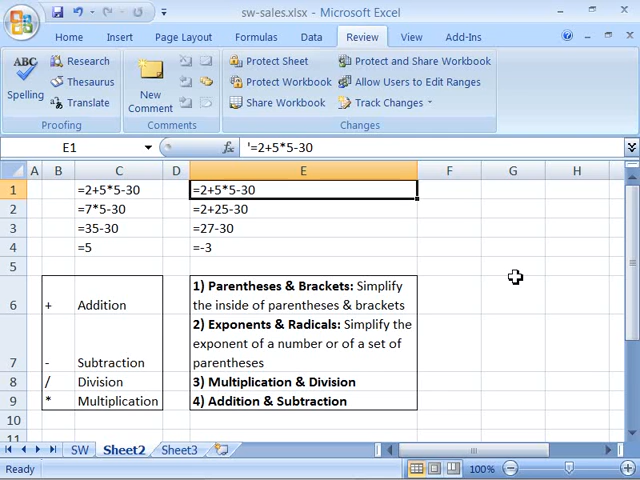 sw-sales.xlsx - Microsoft Excel
Home Insert Page Layout Formulas Data Review View Add-Ins
ABC Spelling Research Thesaurus Translate
Proofing
New Comment
Comments
Protect Sheet Protect and Share Workbook
Protect Workbook Allow Users to Edit Ranges
Share Workbook Track Changes
Changes
E1 '=2+5*5-30
A B C D E F G H
1 =2+5*5-30 =2+5*5-30
2 =7*5-30 =2+25-30
3 =35-30 =27-30
4 =5 =-3
5
1) Parentheses & Brackets: Simplify
6 + Addition the inside of parentheses & brackets
2) Exponents & Radicals: Simplify the
exponent of a number or of a set of
7 - Subtraction parentheses
8 / Division 3) Multiplication & Division
9 * Multiplication 4) Addition & Subtraction
10
11
SW Sheet2 Sheet3
Ready 100%